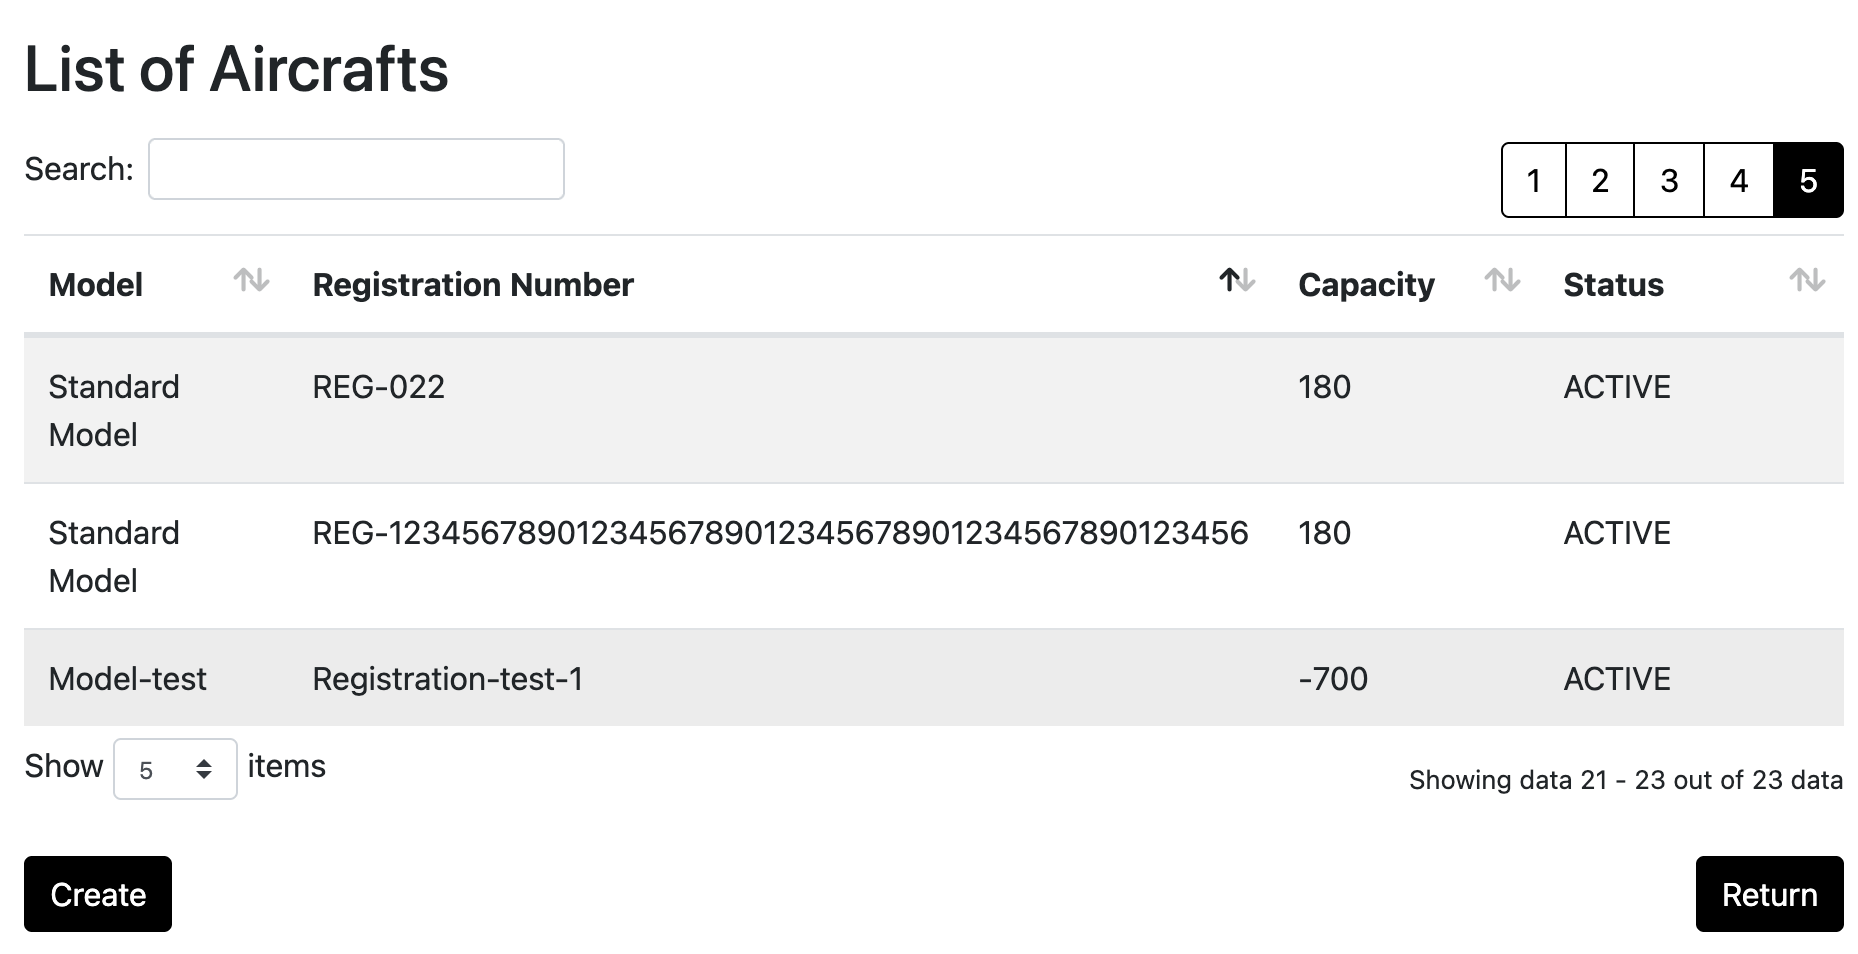 List of Aircrafts
Search:
1 2 3 4 5
Model Registration Number Capacity Status
Standard Model REG-022 180 ACTIVE
Standard Model REG-1234567890123456789012345678901234567890123456 180 ACTIVE
Model-test Registration-test-1 -700 ACTIVE
Show 5 items
Showing data 21 - 23 out of 23 data
Create Return